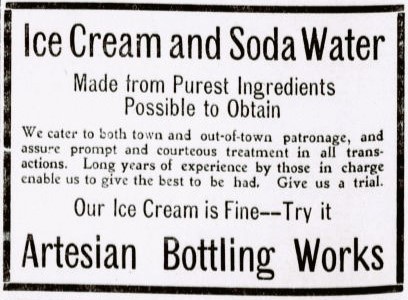 Ice Cream and Soda Water
Made from Purest Ingredients
Possible to Obtain
We cater to both town and out-of-town patronage, and
assure prompt and courteous treatment in all trans-
actions. Long years of experience by those in charge
enable us to give the best to be had. Give us a trial.
Our Ice Cream is Fine--Try it
Artesian Bottling Works